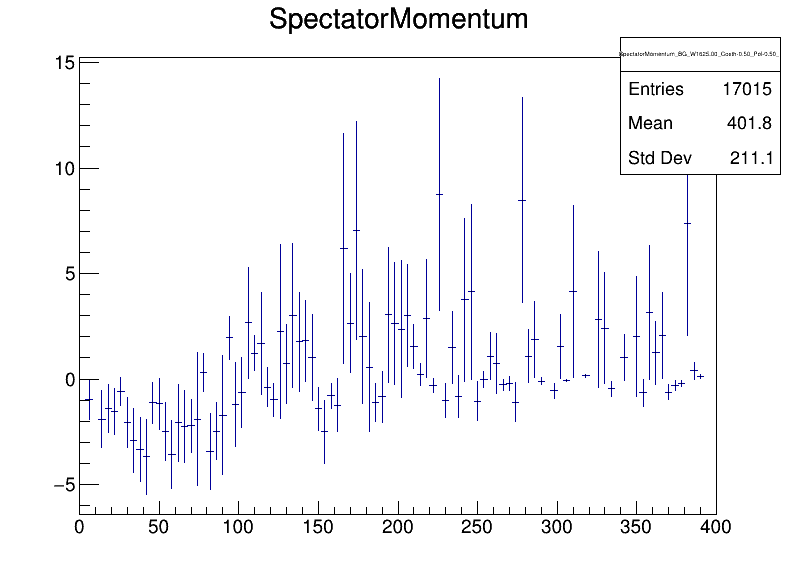 SpectatorMomentum
SpectatorMomentum_BG_W1625.00_Costh-0.50_Pol-0.50_
Entries 17015
Mean 401.8
Std Dev 211.1
15
10
5
0
−5
0 50 100 150 200 250 300 350 400